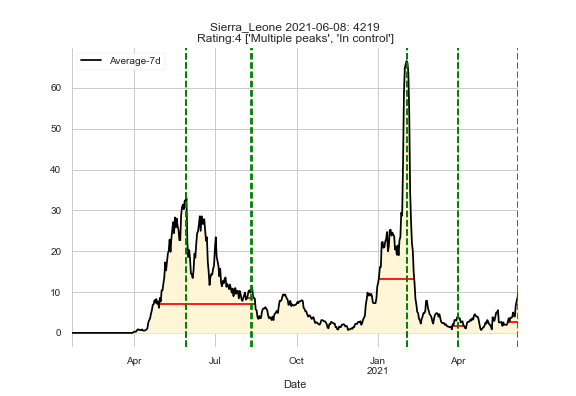 Sierra_Leone 2021-06-08: 4219
Rating:4 ['Multiple peaks', 'In control']
Average-7d
60
50
40
30
20
10
0
Apr
Jul
Oct
Jan
2021
Apr
Date